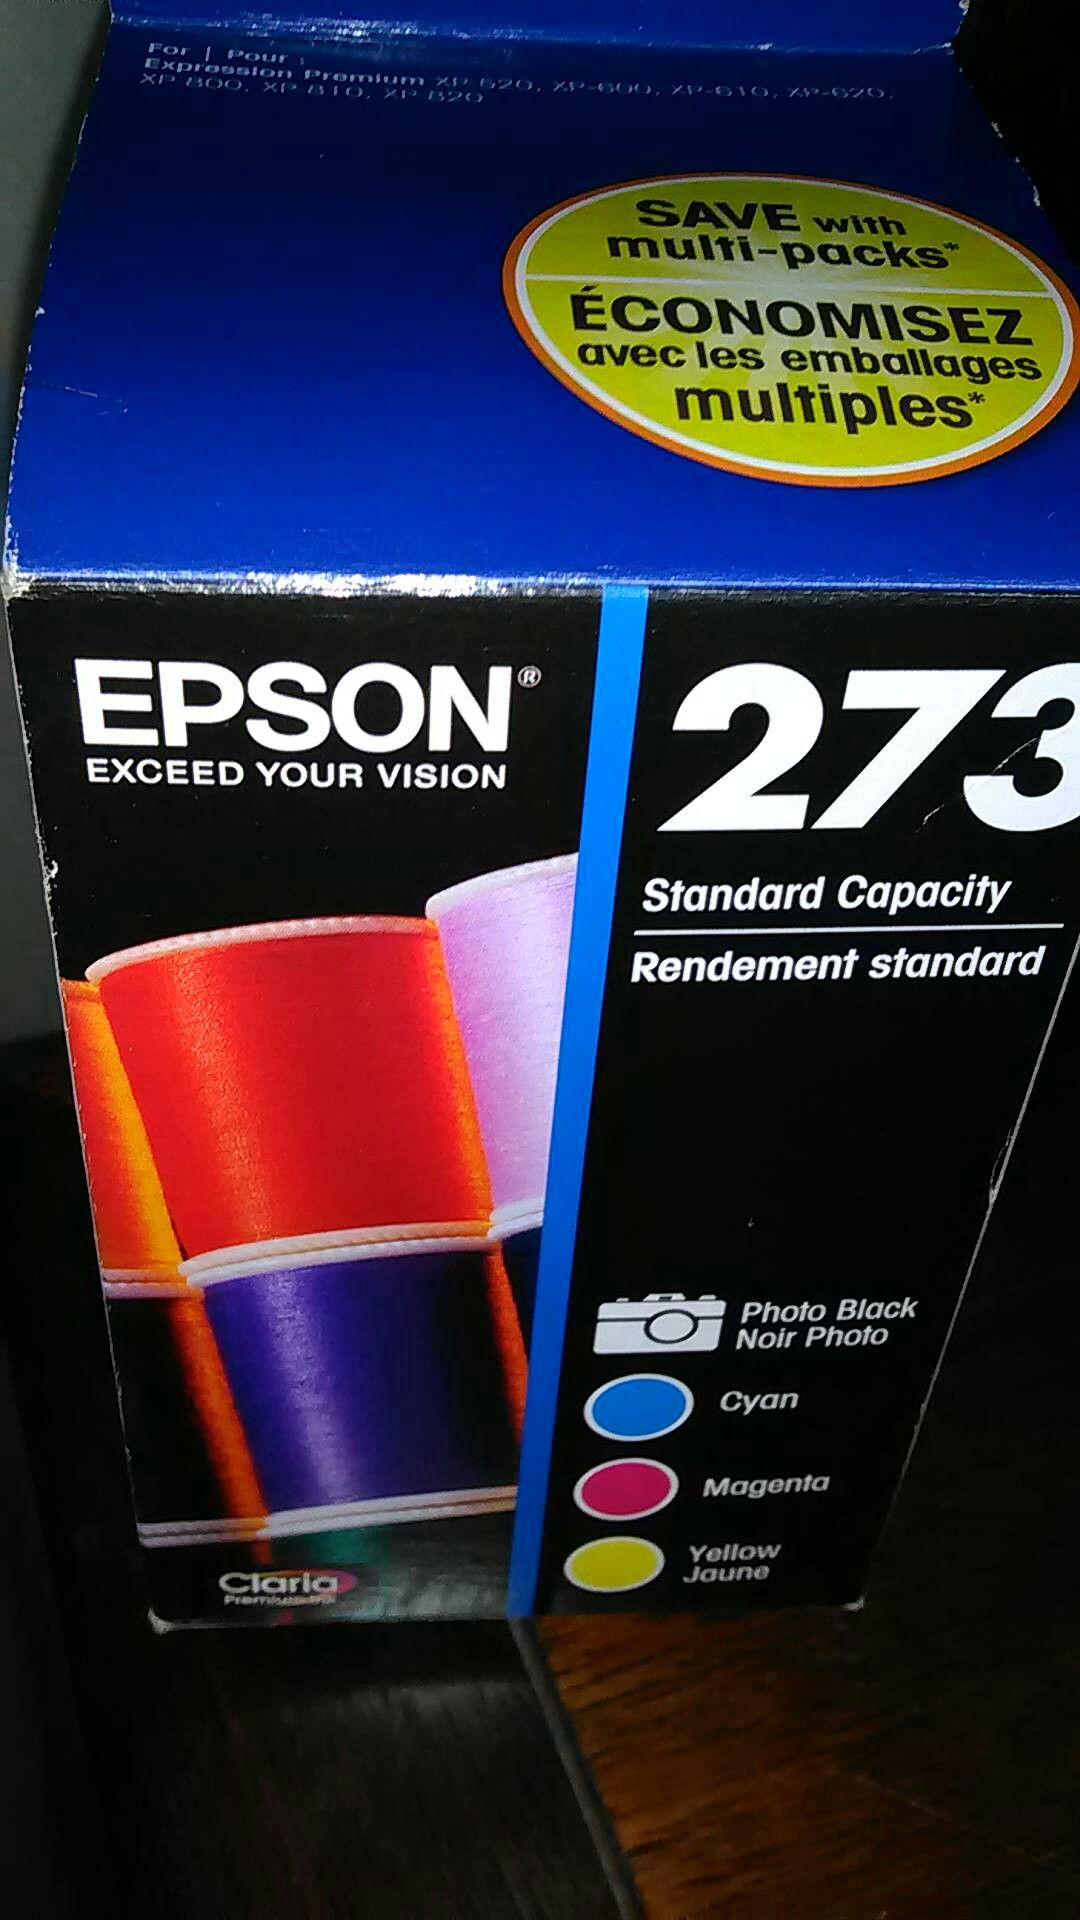 For | Pour :
Expression Premium XP-520, XP-600, XP-610, XP-620,
XP-800, XP-810, XP-820
SAVE with
multi-packs*
ÉCONOMISEZ
avec les emballages
multiples*
EPSON®
EXCEED YOUR VISION
273
Standard Capacity
Rendement standard
Photo Black
Noir Photo
Cyan
Magenta
Yellow
Jaune
Claria